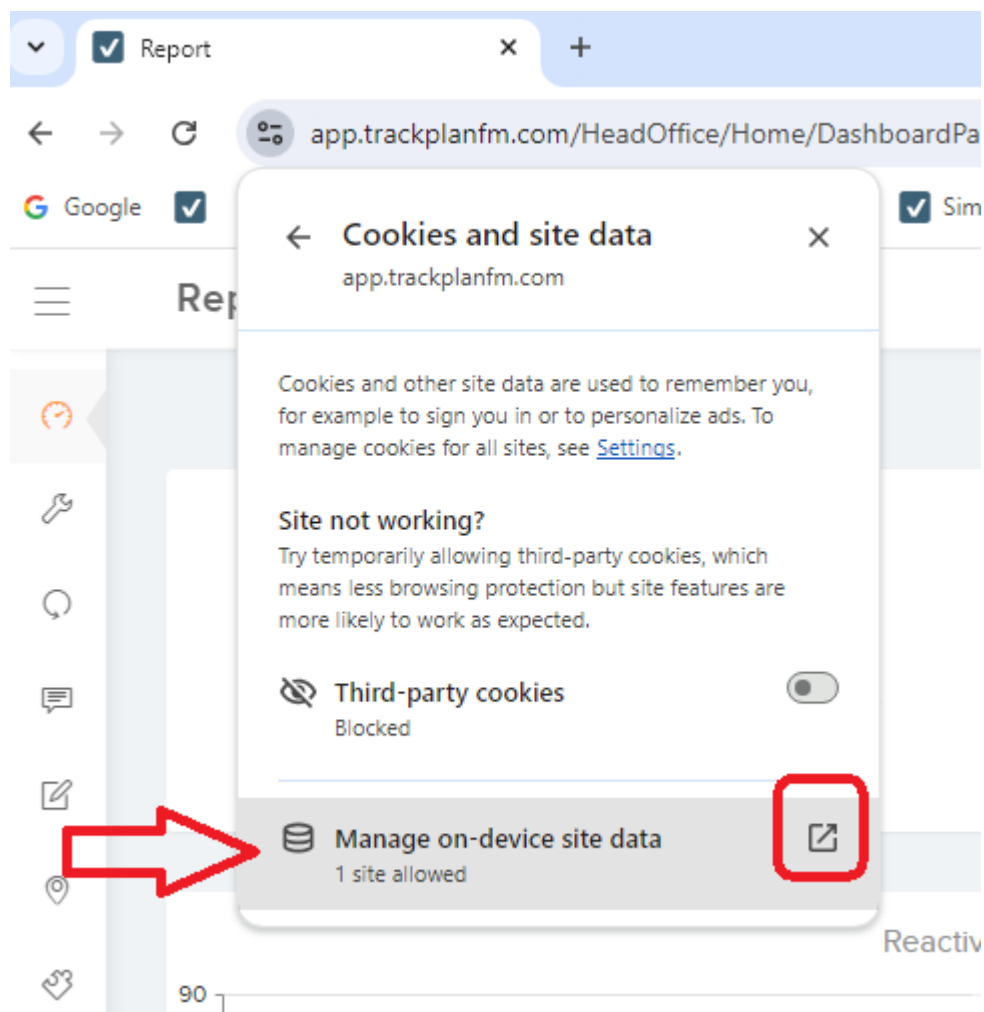 Report
app.trackplanfm.com/HeadOffice/Home/DashboardPa
Google
Sim
Rep
Cookies and site data
app.trackplanfm.com
Cookies and other site data are used to remember you,
for example to sign you in or to personalize ads. To
manage cookies for all sites, see Settings.
Site not working?
Try temporarily allowing third-party cookies, which
means less browsing protection but site features are
more likely to work as expected.
Third-party cookies
Blocked
Manage on-device site data
1 site allowed
Reactiv
90